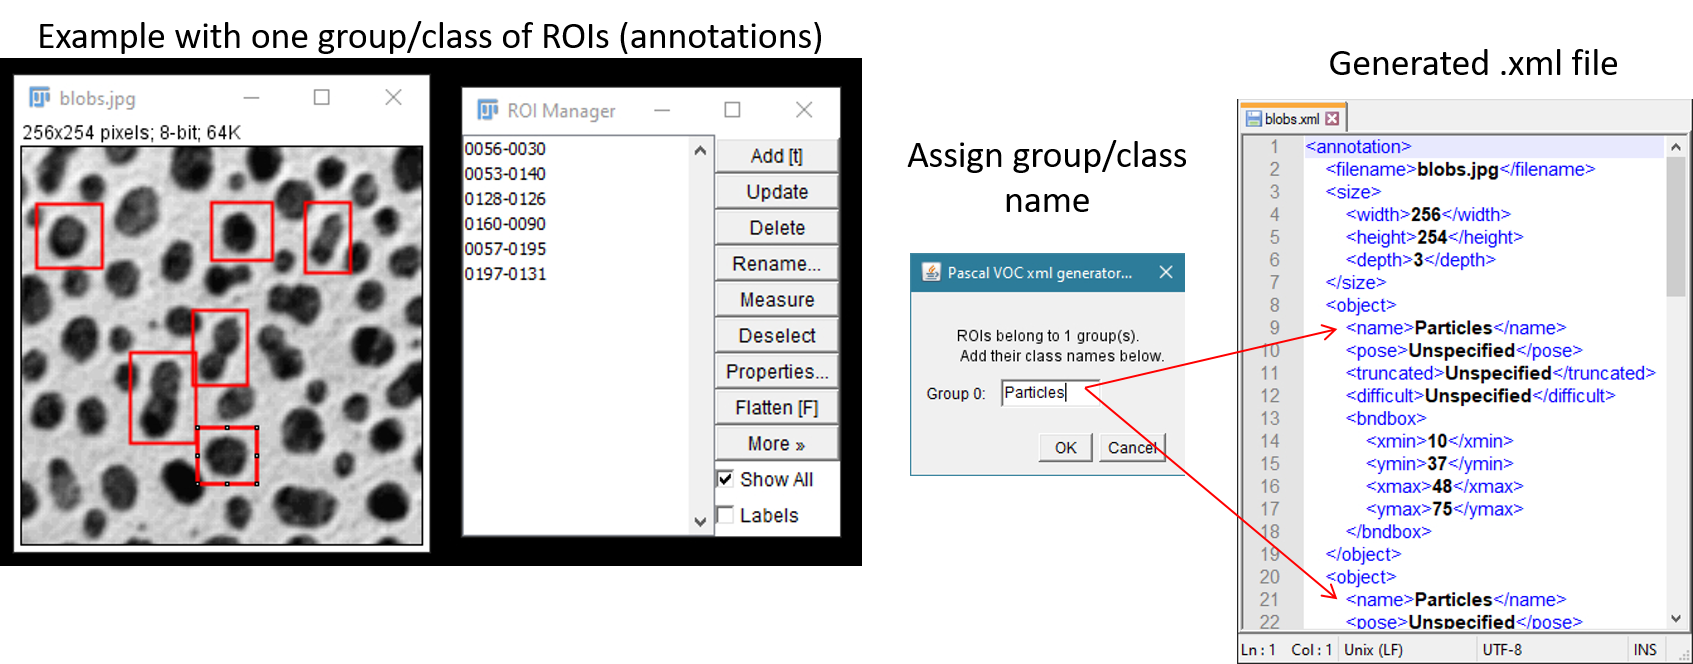 Example with one group/class of ROIs (annotations)
blobs.jpg
256x254 pixels; 8-bit; 64K
ROI Manager
0056-0030
0053-0140
0128-0126
0160-0090
0057-0195
0197-0131
Add [t]
Update
Delete
Rename...
Measure
Deselect
Properties...
Flatten [F]
More »
Show All
Labels
Assign group/class
name
Pascal VOC xml generator...
ROIs belong to 1 group(s).
Add their class names below.
Group 0: Particles
OK Cancel
Generated .xml file
blobs.xml
1 <annotation>
2 <filename>blobs.jpg</filename>
3 <size>
4 <width>256</width>
5 <height>254</height>
6 <depth>3</depth>
7 </size>
8 <object>
9 <name>Particles</name>
10 <pose>Unspecified</pose>
11 <truncated>Unspecified</truncated>
12 <difficult>Unspecified</difficult>
13 <bndbox>
14 <xmin>10</xmin>
15 <ymin>37</ymin>
16 <xmax>48</xmax>
17 <ymax>75</ymax>
18 </bndbox>
19 </object>
20 <object>
21 <name>Particles</name>
22 <pose>Unspecified</pose>
Ln : 1 Col : 1 Unix (LF) UTF-8 INS